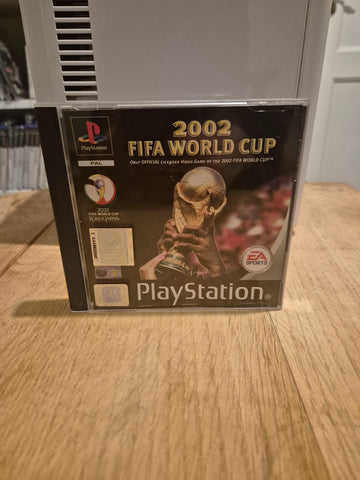 PlayStation
PAL
2002
FIFA WORLD CUP™
ONLY OFFICIAL LICENSED VIDEO GAME OF THE 2002 FIFA WORLD CUP™
2002
FIFA WORLD CUP
KOREA JAPAN
EA
SPORTS
PlayStation®